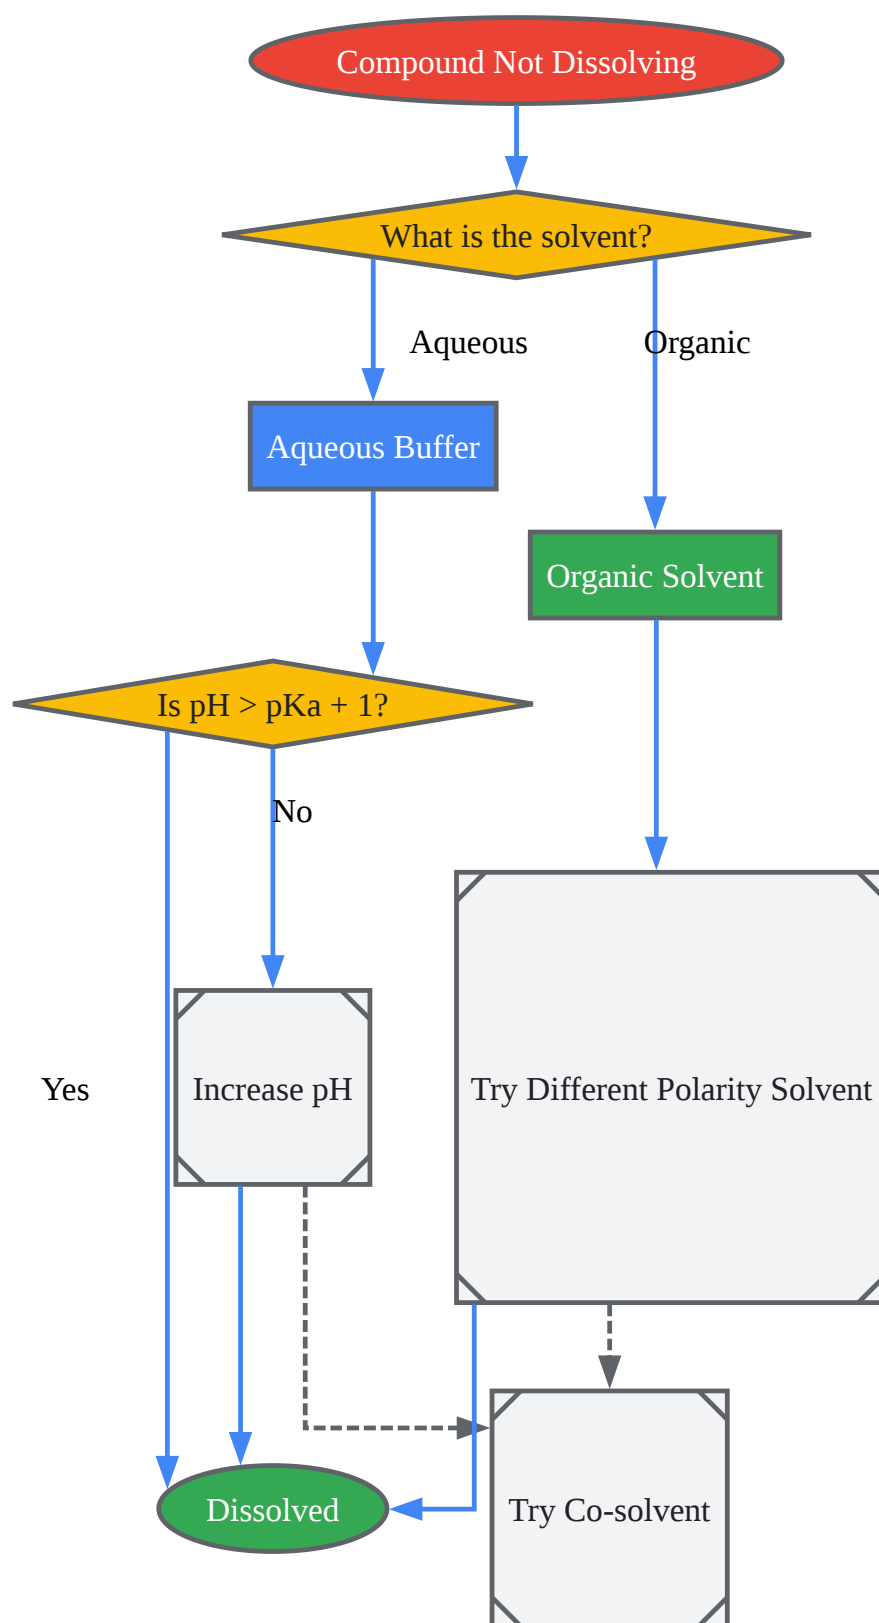 Compound Not Dissolving
What is the solvent?
Aqueous
Organic
Aqueous Buffer
Organic Solvent
Is pH > pKa + 1?
No
Yes
Increase pH
Try Different Polarity Solvent
Dissolved
Try Co-solvent